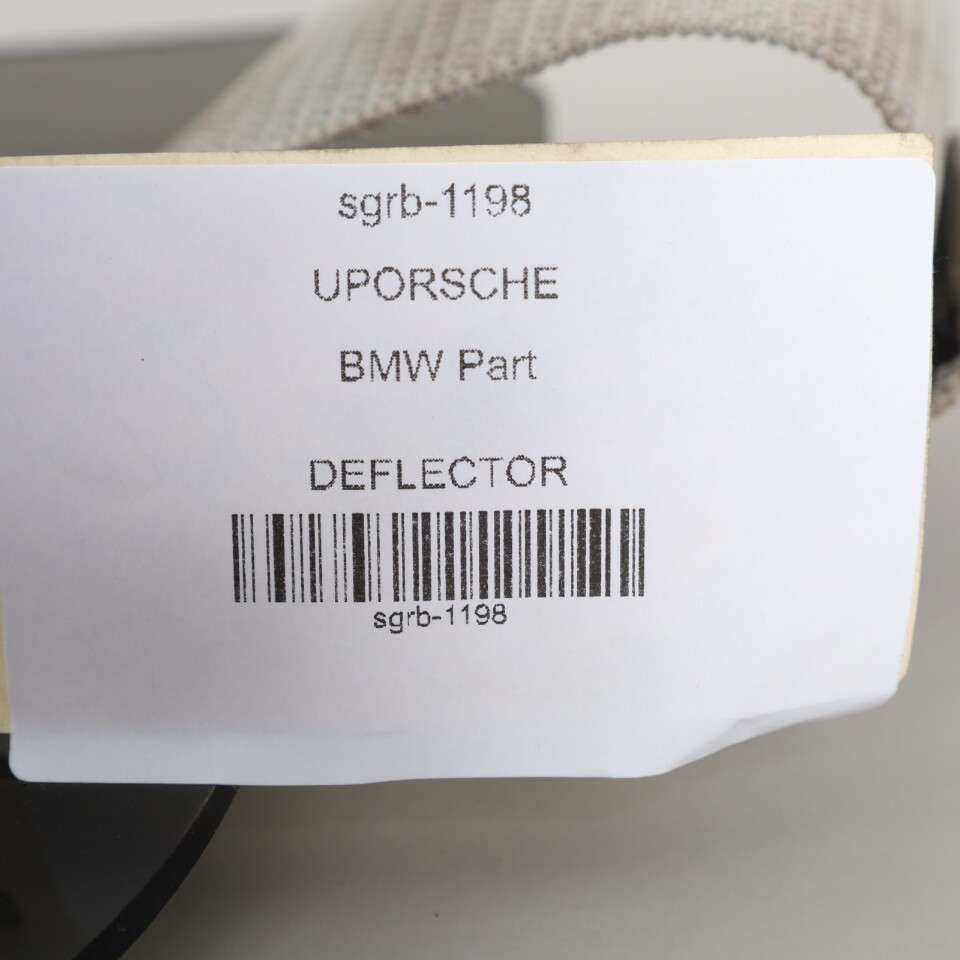 sgrb-1198
UPORSCHE
BMW Part
DEFLECTOR
sgrb-1198